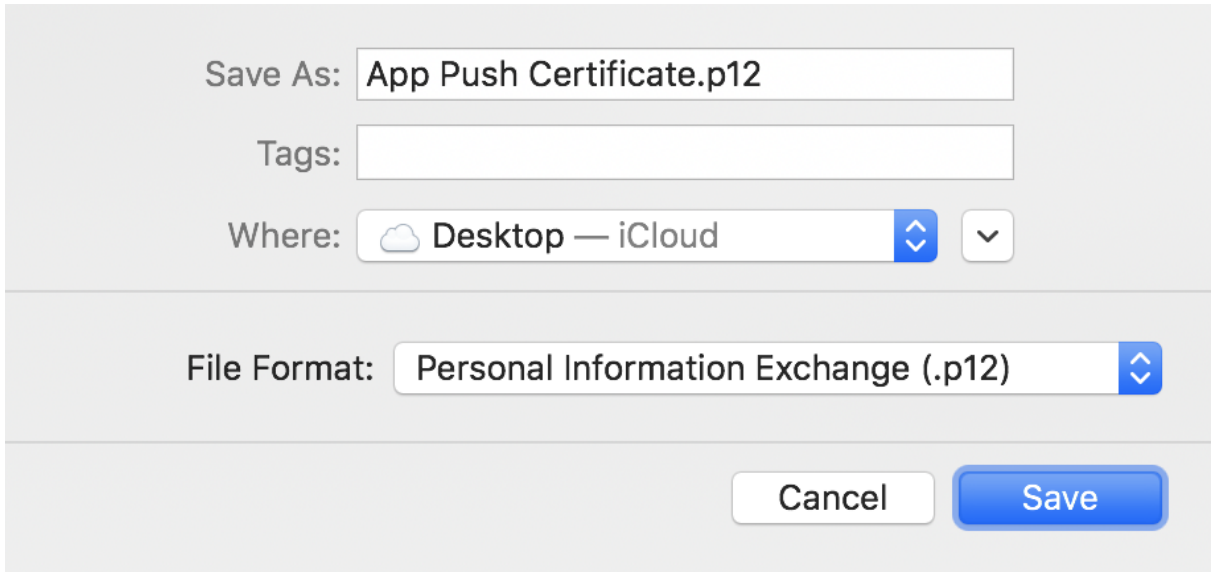 Save As: App Push Certificate.p12
Tags:
Where: Desktop — iCloud
File Format: Personal Information Exchange (.p12)
Cancel Save